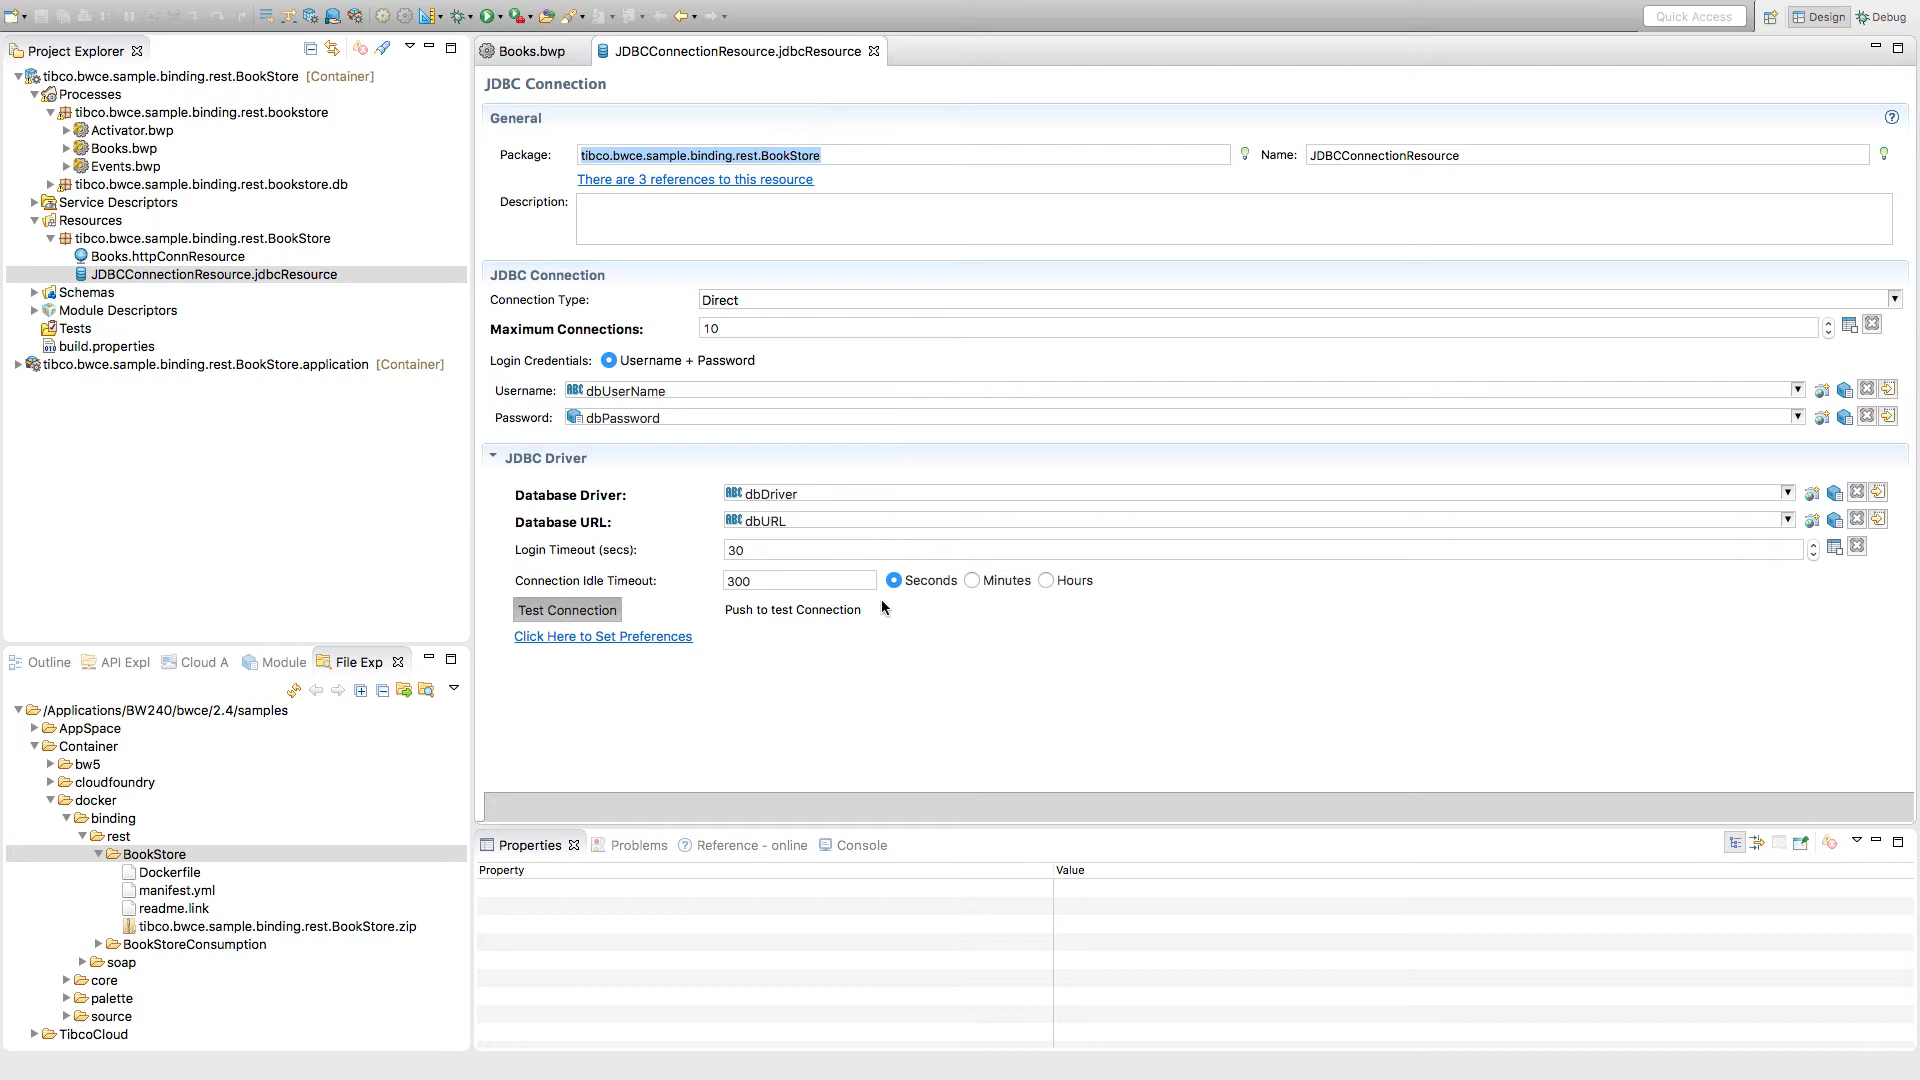 Quick Access
Design
Debug
Project Explorer
tibco.bwce.sample.binding.rest.BookStore [Container]
Processes
tibco.bwce.sample.binding.rest.bookstore
Activator.bwp
Books.bwp
Events.bwp
tibco.bwce.sample.binding.rest.bookstore.db
Service Descriptors
Resources
tibco.bwce.sample.binding.rest.BookStore
Books.httpConnResource
JDBCConnectionResource.jdbcResource
Schemas
Module Descriptors
Tests
build.properties
tibco.bwce.sample.binding.rest.BookStore.application [Container]
Outline
API Expl
Cloud A
Module
File Exp
/Applications/BW240/bwce/2.4/samples
AppSpace
Container
bw5
cloudfoundry
docker
binding
rest
BookStore
Dockerfile
manifest.yml
readme.link
tibco.bwce.sample.binding.rest.BookStore.zip
BookStoreConsumption
soap
core
palette
source
TibcoCloud
Books.bwp
JDBCConnectionResource.jdbcResource
JDBC Connection
General
Package: tibco.bwce.sample.binding.rest.BookStore
Name: JDBCConnectionResource
There are 3 references to this resource
Description:
JDBC Connection
Connection Type: Direct
Maximum Connections: 10
Login Credentials: Username + Password
Username: ABC dbUserName
Password: dbPassword
JDBC Driver
Database Driver: ABC dbDriver
Database URL: ABC dbURL
Login Timeout (secs): 30
Connection Idle Timeout: 300 Seconds Minutes Hours
Test Connection Push to test Connection
Click Here to Set Preferences
Properties
Problems
Reference - online
Console
Property Value